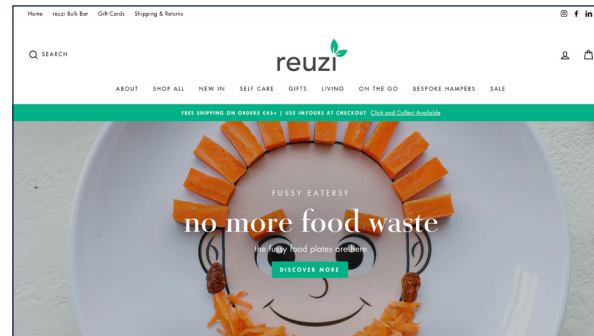 Home reuzi Bulk Bar Gift Cards Shipping & Returns
SEARCH
reuzi
ABOUT SHOP ALL NEW IN SELF CARE GIFTS LIVING ON THE GO BESPOKE HAMPERS SALE
FREE SHIPPING ON ORDERS €45+ | USE IMYOURS AT CHECKOUT Click and Collect Available
FUSSY EATERS?
no more food waste
the fussy food plates are here
DISCOVER MORE